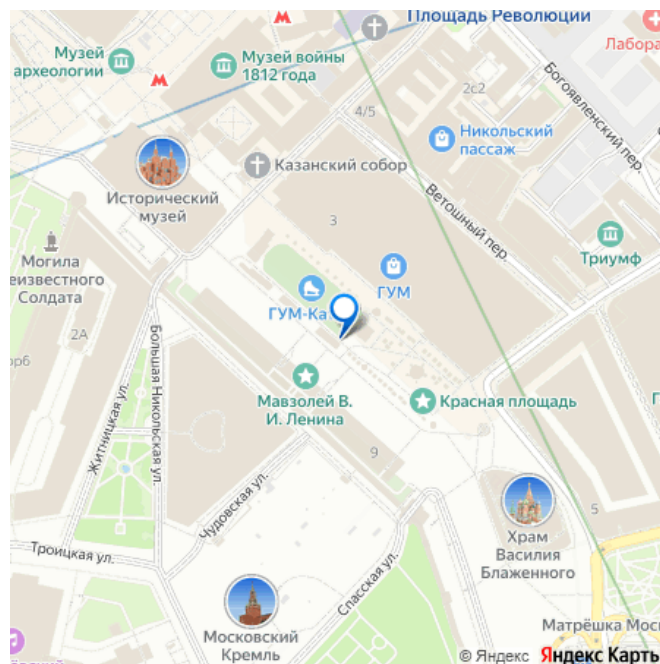 Площадь Революции
Музей
археологии
Музей войны
1812 года
Лабора
Богоявленский пер.
2с2
4/5
Никольский
пассаж
Казанский собор
Исторический
музей
Ветошный пер.
3
Могила
еизвестного
Солдата
Триумф
ГУМ
ГУМ-Ка
2А
ор6
Большая Никольская ул.
Житницкая ул.
Мавзолей В.
И. Ленина
Красная площадь
Г
9
Чудовская ул.
5
Храм
Василия
Блаженного
Троицкая ул.
Спасская ул.
Московский
Кремль
Матрёшка Мос
© Яндекс Яндекс Карты